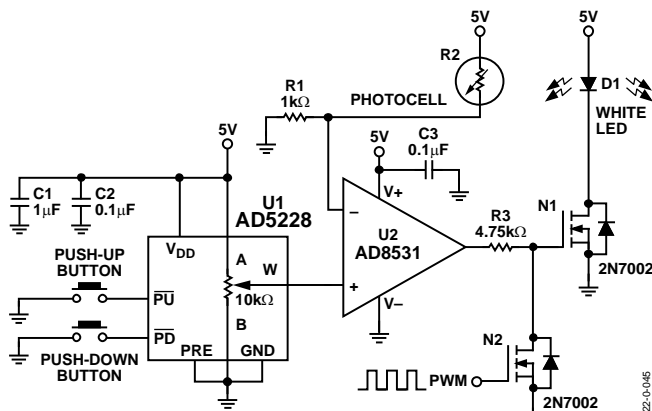 5V
5V
R2
R1
1kΩ
PHOTOCELL
D1
WHITE
LED
5V
5V
C3
0.1µF
C1
1µF
C2
0.1µF
U1
AD5228
V+
–
U2
AD8531
+
V–
R3
4.75kΩ
N1
2N7002
VDD
A
W
10kΩ
B
PUSH-UP
BUTTON
PU
PD
PUSH-DOWN
BUTTON
PRE
GND
N2
PWM
2N7002
22-0-045